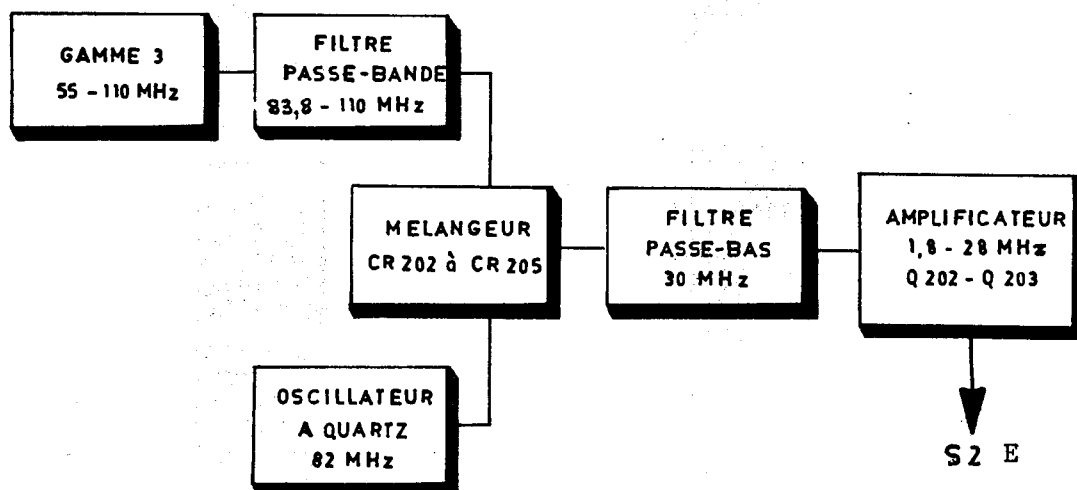 GAMME 3
55 - 110 MHz
FILTRE
PASSE-BANDE
83,8 - 110 MHz
MELANGEUR
CR 202 à CR 205
FILTRE
PASSE-BAS
30 MHz
AMPLIFICATEUR
1,8 - 28 MHz
Q 202 - Q 203
OSCILLATEUR
A QUARTZ
82 MHz
S2 E